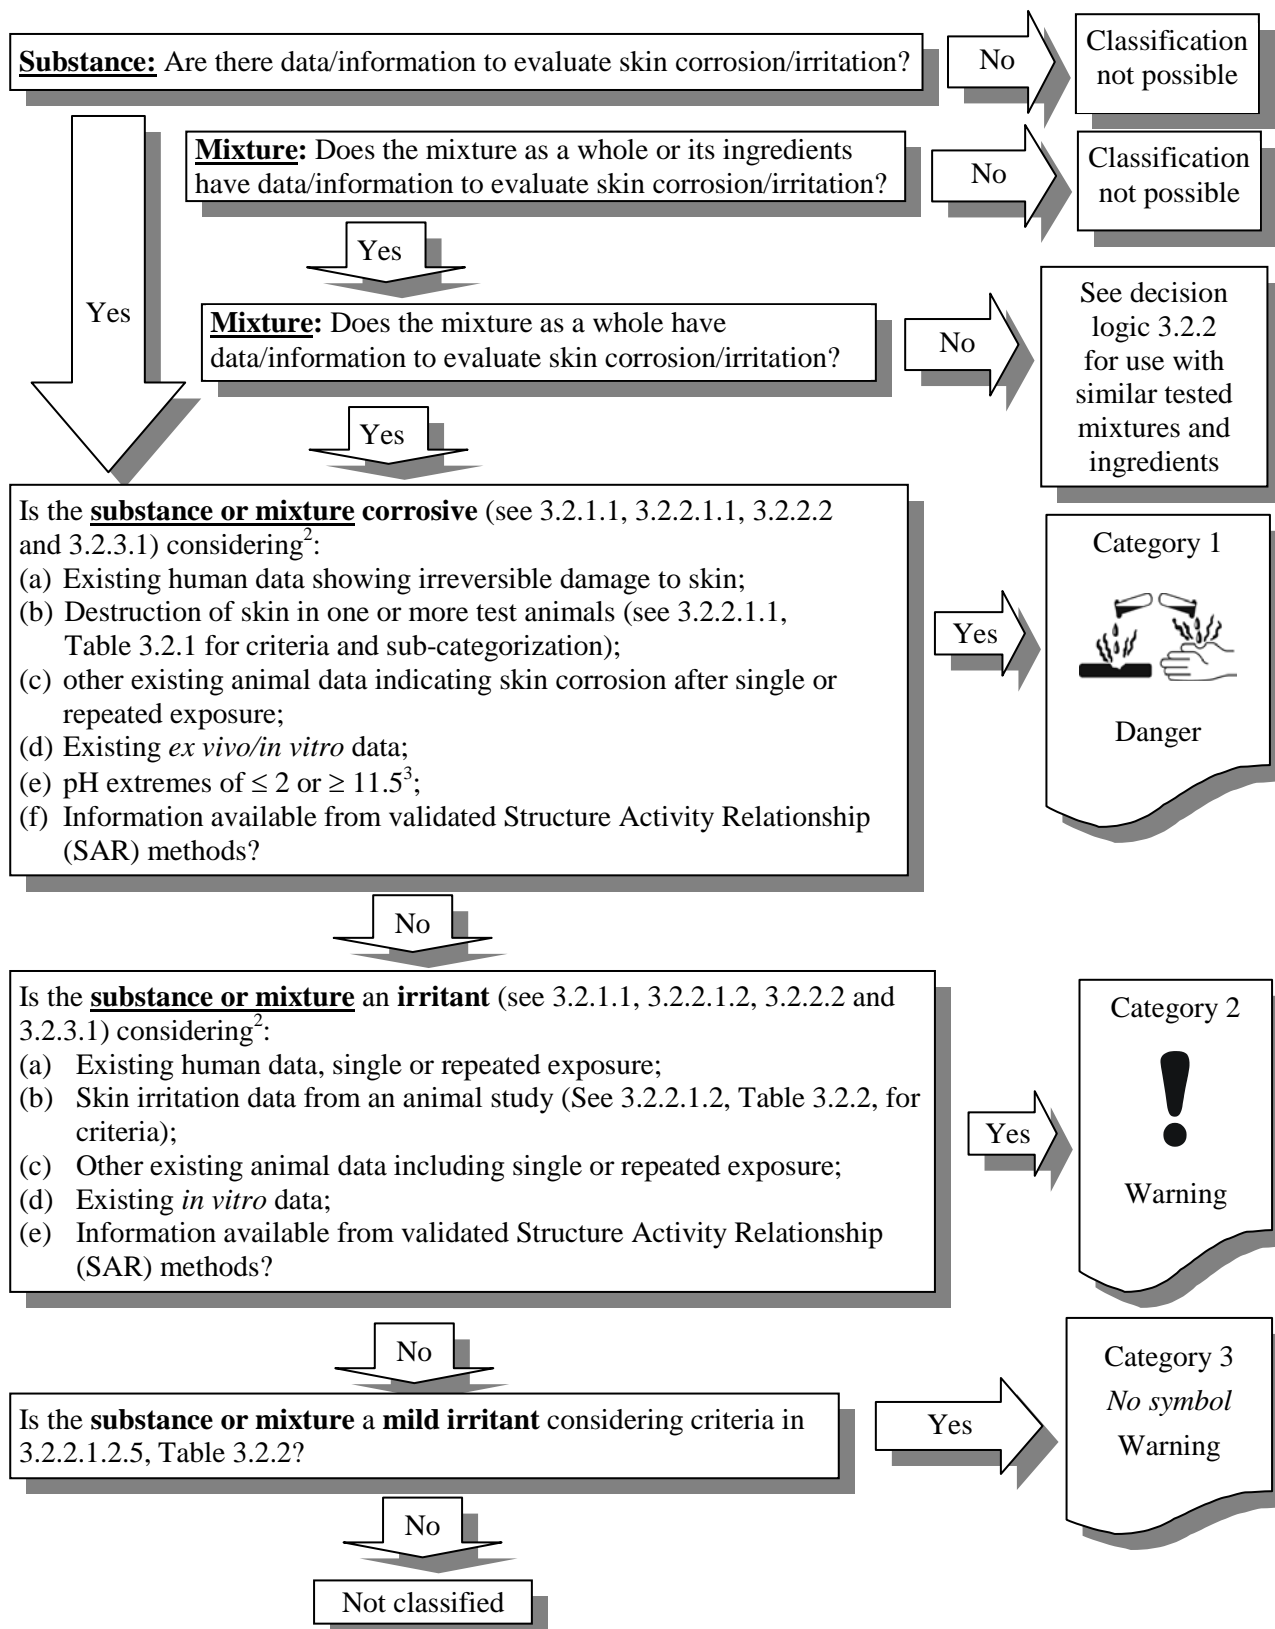 Substance: Are there data/information to evaluate skin corrosion/irritation?
No
Classification
not possible
Mixture: Does the mixture as a whole or its ingredients
have data/information to evaluate skin corrosion/irritation?
No
Classification
not possible
Yes
Yes
Mixture: Does the mixture as a whole have
data/information to evaluate skin corrosion/irritation?
No
See decision
logic 3.2.2
for use with
similar tested
mixtures and
ingredients
Yes
Is the substance or mixture corrosive (see 3.2.1.1, 3.2.2.1.1, 3.2.2.2
and 3.2.3.1) considering2:
(a) Existing human data showing irreversible damage to skin;
(b) Destruction of skin in one or more test animals (see 3.2.2.1.1,
Table 3.2.1 for criteria and sub-categorization);
(c) other existing animal data indicating skin corrosion after single or
repeated exposure;
(d) Existing ex vivo/in vitro data;
(e) pH extremes of ≤ 2 or ≥ 11.53;
(f) Information available from validated Structure Activity Relationship
(SAR) methods?
Yes
Category 1
Danger
No
Is the substance or mixture an irritant (see 3.2.1.1, 3.2.2.1.2, 3.2.2.2 and
3.2.3.1) considering2:
(a) Existing human data, single or repeated exposure;
(b) Skin irritation data from an animal study (See 3.2.2.1.2, Table 3.2.2, for
criteria);
(c) Other existing animal data including single or repeated exposure;
(d) Existing in vitro data;
(e) Information available from validated Structure Activity Relationship
(SAR) methods?
Yes
Category 2
Warning
No
Is the substance or mixture a mild irritant considering criteria in
3.2.2.1.2.5, Table 3.2.2?
Yes
Category 3
No symbol
Warning
No
Not classified